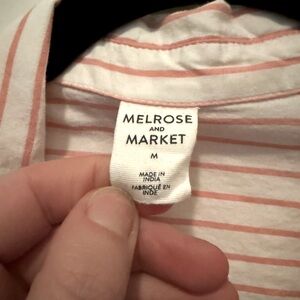 MELROSE
AND
MARKET
M
MADE IN
INDIA
FABRIQUÉ EN
INDE